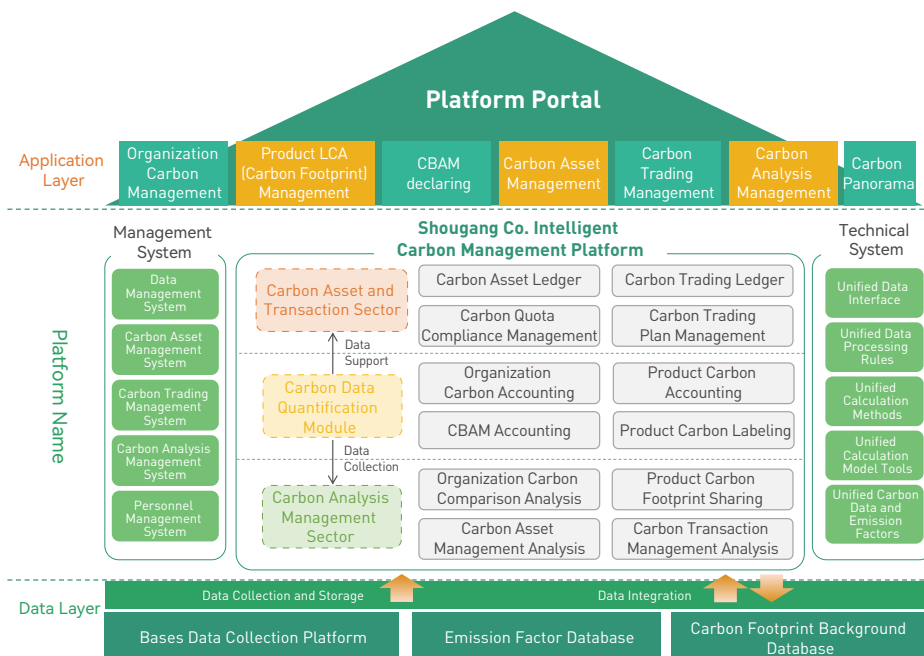 Platform Portal
Application
Layer
Organization
Carbon
Management
Product LCA
(Carbon Footprint)
Management
CBAM
declaring
Carbon
Asset Management
Carbon
Trading
Management
Carbon
Analysis
Management
Carbon
Panorama
Platform Name
Management
System
Data
Management
System
Carbon Asset
Management
System
Carbon Trading
Management
System
Carbon Analysis
Management
System
Personnel
Management
System
Shougang Co. Intelligent
Carbon Management Platform
Carbon Asset and
Transaction Sector
Data
Support
Carbon Data
Quantification
Module
Data
Collection
Carbon Analysis
Management
Sector
Carbon Asset Ledger
Carbon Trading Ledger
Carbon Quota
Compliance Management
Carbon Trading
Plan Management
Organization
Carbon Accounting
Product Carbon
Accounting
CBAM Accounting
Product Carbon Labeling
Organization Carbon
Comparison Analysis
Product Carbon
Footprint Sharing
Carbon Asset
Management Analysis
Carbon Transaction
Management Analysis
Technical
System
Unified Data
Interface
Unified Data
Processing
Rules
Unified
Calculation
Methods
Unified
Calculation
Model Tools
Unified Carbon
Data and
Emission
Factors
Data Layer
Data Collection and Storage
Data Integration
Bases Data Collection Platform
Emission Factor Database
Carbon Footprint Background
Database